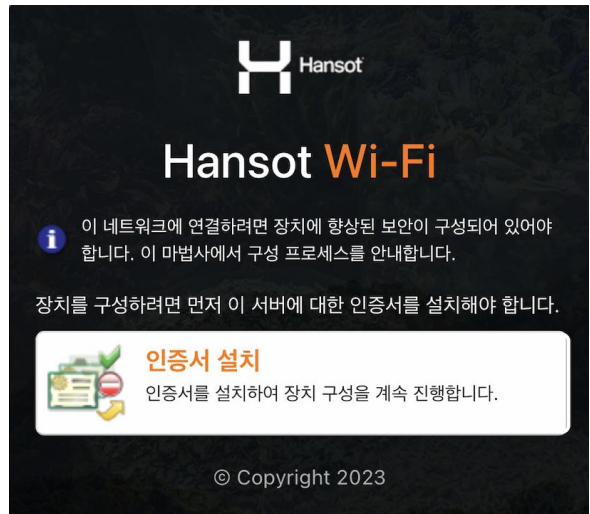 Hansot
Hansot Wi-Fi
이 네트워크에 연결하려면 장치에 향상된 보안이 구성되어 있어야
합니다. 이 마법사에서 구성 프로세스를 안내합니다.
장치를 구성하려면 먼저 이 서버에 대한 인증서를 설치해야 합니다.
인증서 설치
인증서를 설치하여 장치 구성을 계속 진행합니다.
© Copyright 2023